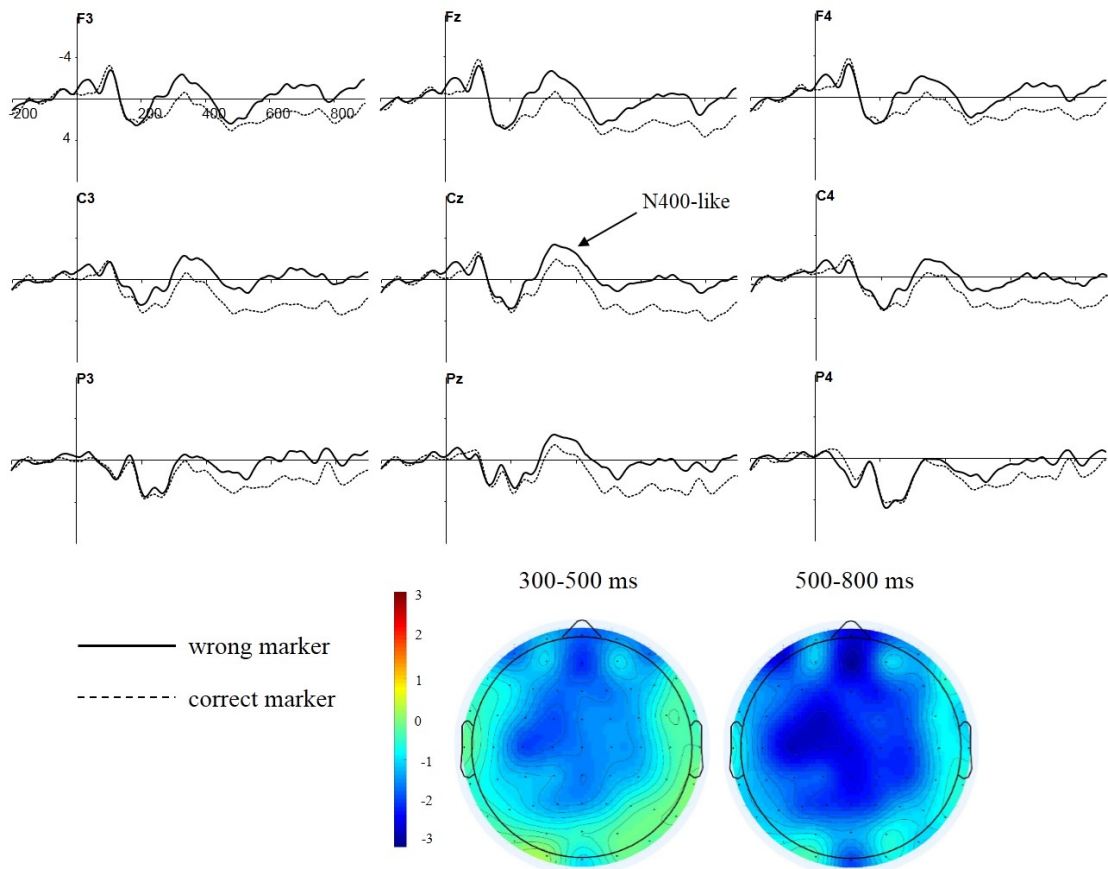 F3
Fz
F4
-4
-200
200
400
600
800
4
C3
Cz
C4
N400-like
P3
Pz
P4
300-500 ms
500-800 ms
3
2
1
0
-1
-2
-3
wrong marker
correct marker